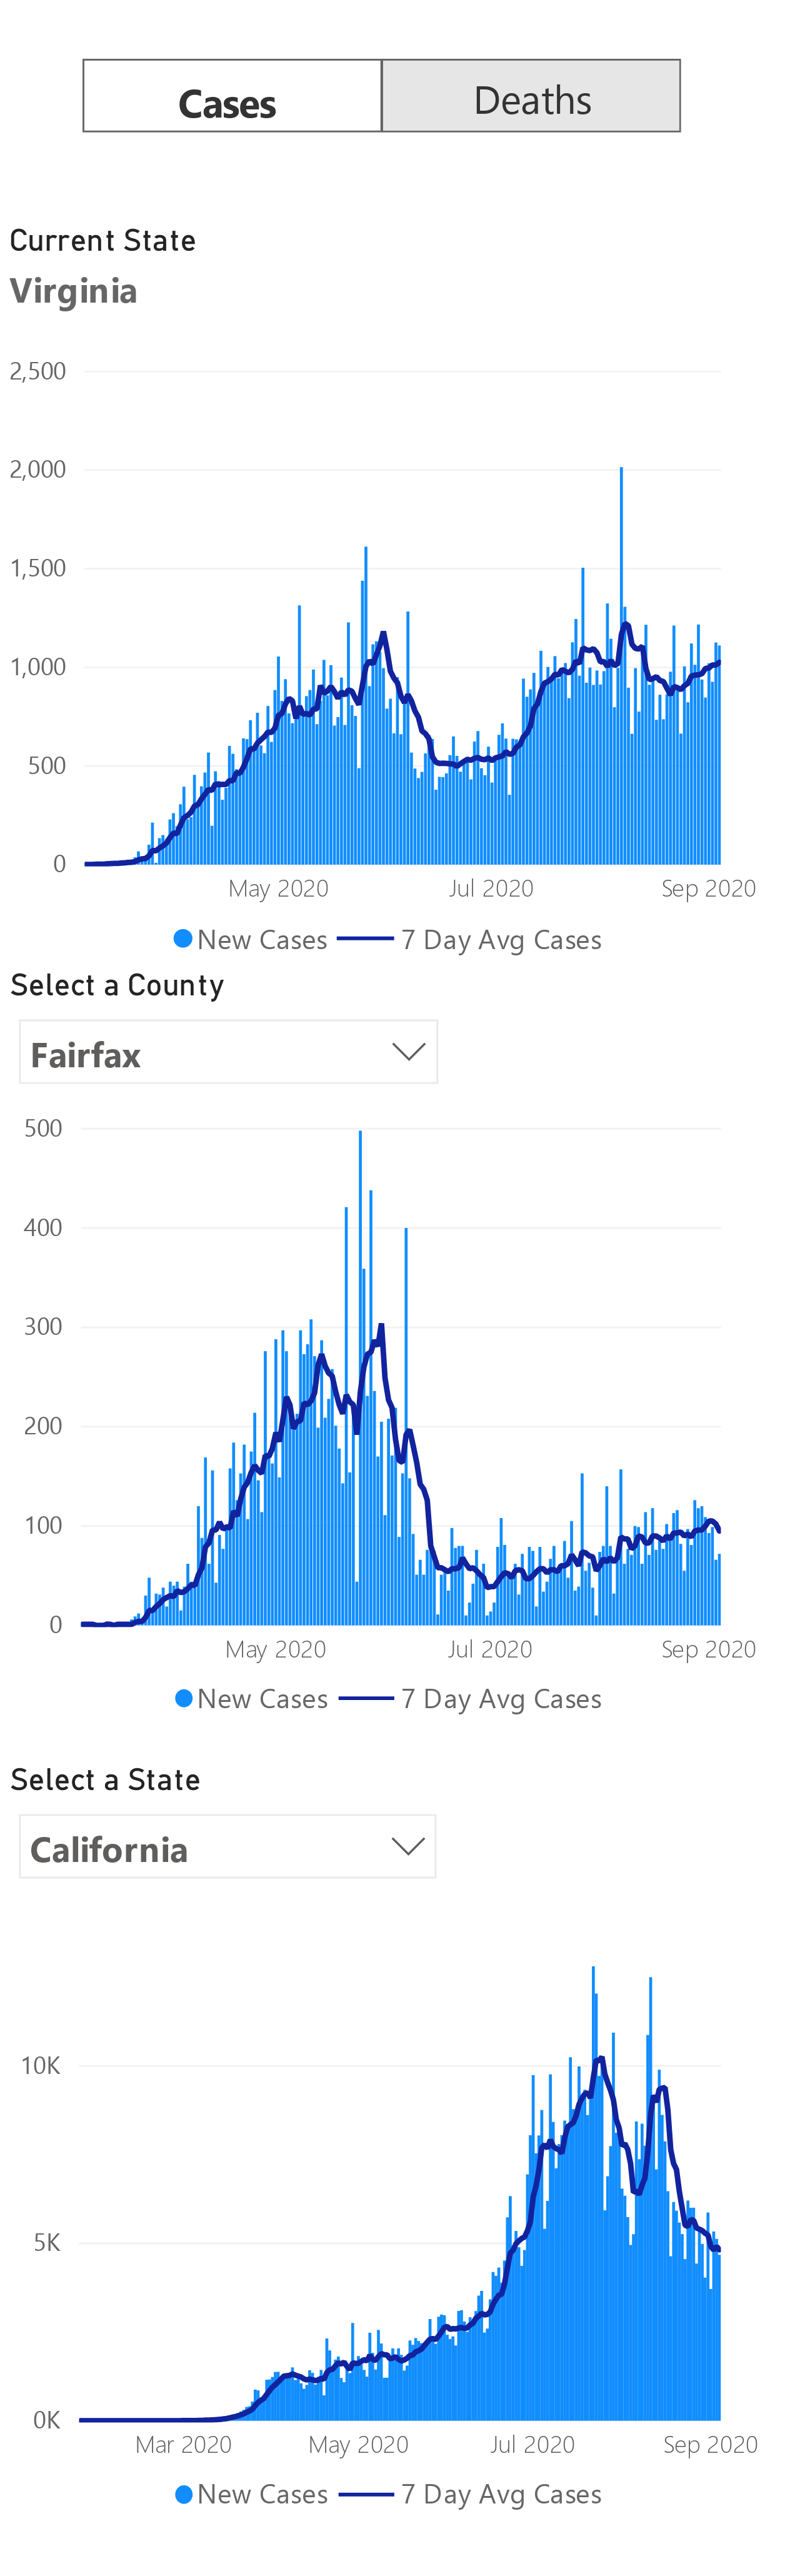 Cases Deaths
Current State
Virginia
2,500
2,000
1,500
1,000
500
0
May 2020 Jul 2020 Sep 2020
New Cases 7 Day Avg Cases
Select a County
Fairfax
500
400
300
200
100
0
May 2020 Jul 2020 Sep 2020
New Cases 7 Day Avg Cases
Select a State
California
10K
5K
0K
Mar 2020 May 2020 Jul 2020 Sep 2020
New Cases 7 Day Avg Cases